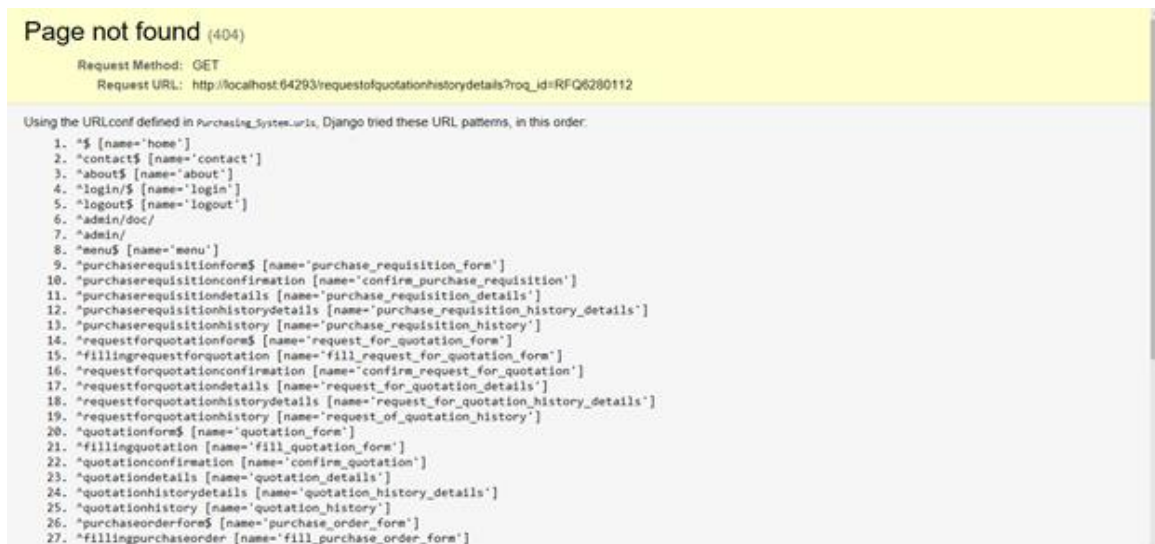 Page not found (404)
Request Method: GET
Request URL: http://localhost:64293/requestofquotationhistorydetails?roq_id=RFQ6280112
Using the URLconf defined in Purchasing_System.urls, Django tried these URL patterns, in this order:
1. ^$ [name='home']
2. ^contact$ [name='contact']
3. ^about$ [name='about']
4. ^login/$ [name='login']
5. ^logout$ [name='logout']
6. ^admin/doc/
7. ^admin/
8. ^menu$ [name='menu']
9. ^purchaserequisitionform$ [name='purchase_requisition_form']
10. ^purchaserequisitionconfirmation [name='confirm_purchase_requisition']
11. ^purchaserequisitiondetails [name='purchase_requisition_details']
12. ^purchaserequisitionhistorydetails [name='purchase_requisition_history_details']
13. ^purchaserequisitionhistory [name='purchase_requisition_history']
14. ^requestforquotationform$ [name='request_for_quotation_form']
15. ^fillingrequestforquotation [name='fill_request_for_quotation_form']
16. ^requestforquotationconfirmation [name='confirm_request_for_quotation']
17. ^requestforquotationdetails [name='request_for_quotation_details']
18. ^requestforquotationhistorydetails [name='request_for_quotation_history_details']
19. ^requestforquotationhistory [name='request_of_quotation_history']
20. ^quotationform$ [name='quotation_form']
21. ^fillingquotation [name='fill_quotation_form']
22. ^quotationconfirmation [name='confirm_quotation']
23. ^quotationdetails [name='quotation_details']
24. ^quotationhistorydetails [name='quotation_history_details']
25. ^quotationhistory [name='quotation_history']
26. ^purchaseorderform$ [name='purchase_order_form']
27. ^fillingpurchaseorder [name='fill_purchase_order_form']